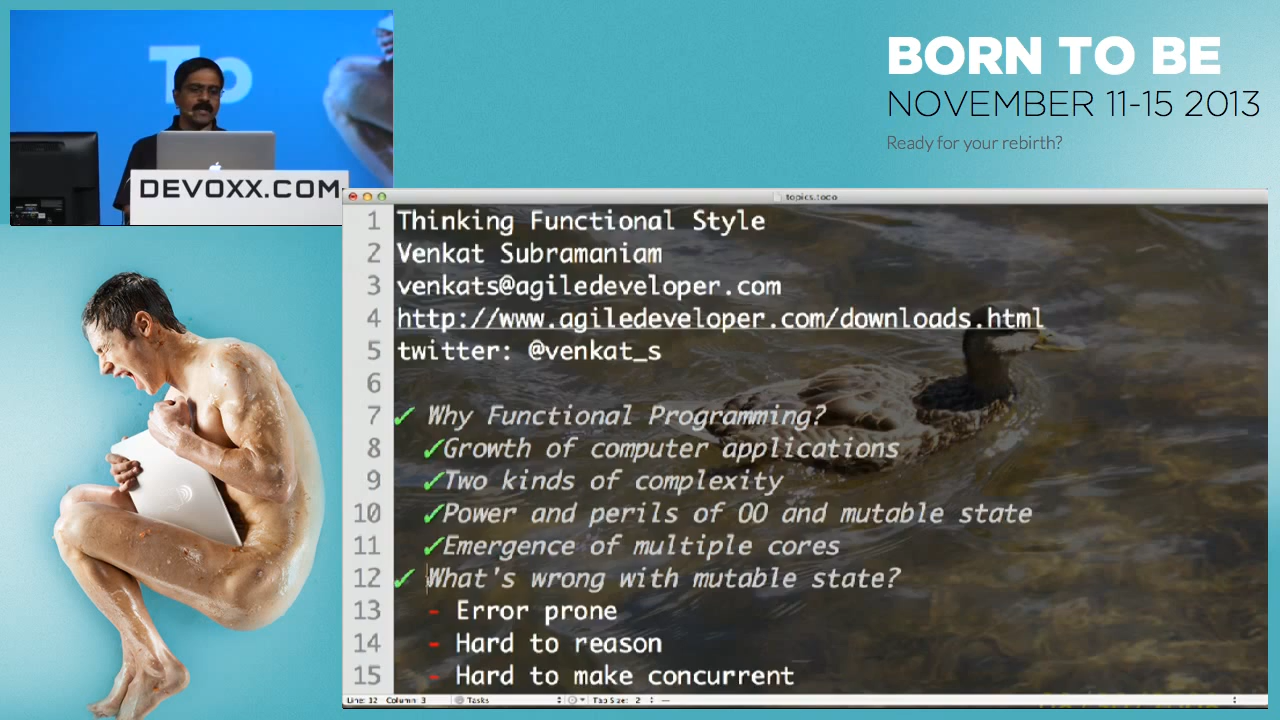 To
DEVOXX.COM
BORN TO BE
NOVEMBER 11-15 2013
Ready for your rebirth?
topics.todo
1 Thinking Functional Style
2 Venkat Subramaniam
3 venkats@agiledeveloper.com
4 http://www.agiledeveloper.com/downloads.html
5 twitter: @venkat_s
6
7 ✓ Why Functional Programming?
8 ✓Growth of computer applications
9 ✓Two kinds of complexity
10 ✓Power and perils of OO and mutable state
11 ✓Emergence of multiple cores
12 ✓ What's wrong with mutable state?
13 - Error prone
14 - Hard to reason
15 - Hard to make concurrent
Line: 12 Column: 3 Tasks Tab Size: 2 —